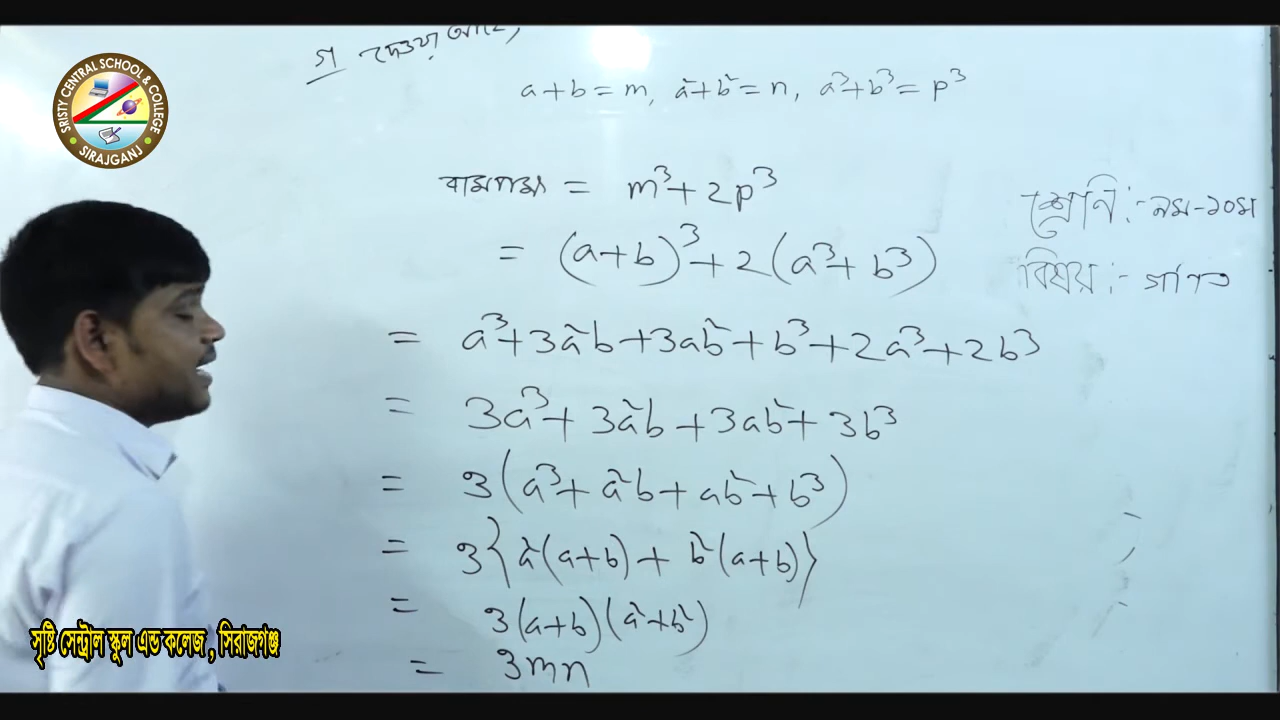 গ দেওয়া আছে,
a+b=m, a²+b²=n, a³+b³=p³
বামপক্ষ = m³+2p³
= (a+b)³+2(a³+b³)
= a³+3a²b+3ab²+b³+2a³+2b³
= 3a³+3a²b+3ab²+3b³
= 3(a³+a²b+ab²+b³)
= 3{a²(a+b)+b²(a+b)}
= 3(a+b)(a²+b²)
= 3mn
শ্রেণি:-৯ম-১০ম
বিষয়:-গণিত
SRISTY CENTRAL SCHOOL & COLLEGE
SIRAJGANJ
সৃষ্টি সেন্ট্রাল স্কুল এন্ড কলেজ, সিরাজগঞ্জ